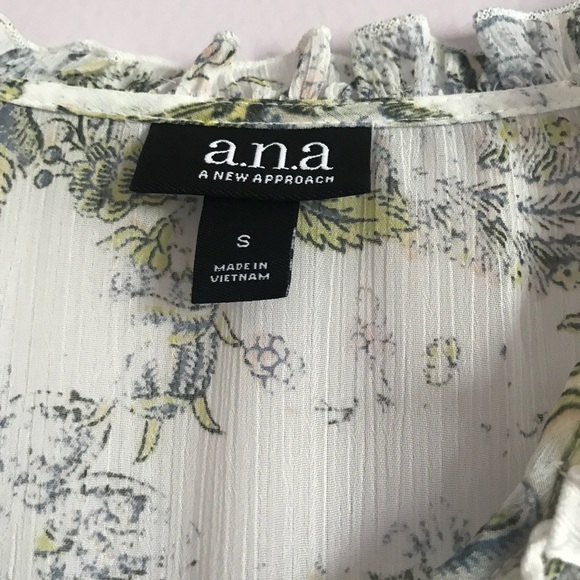 a.n.a
A NEW APPROACH
S
MADE IN
VIETNAM